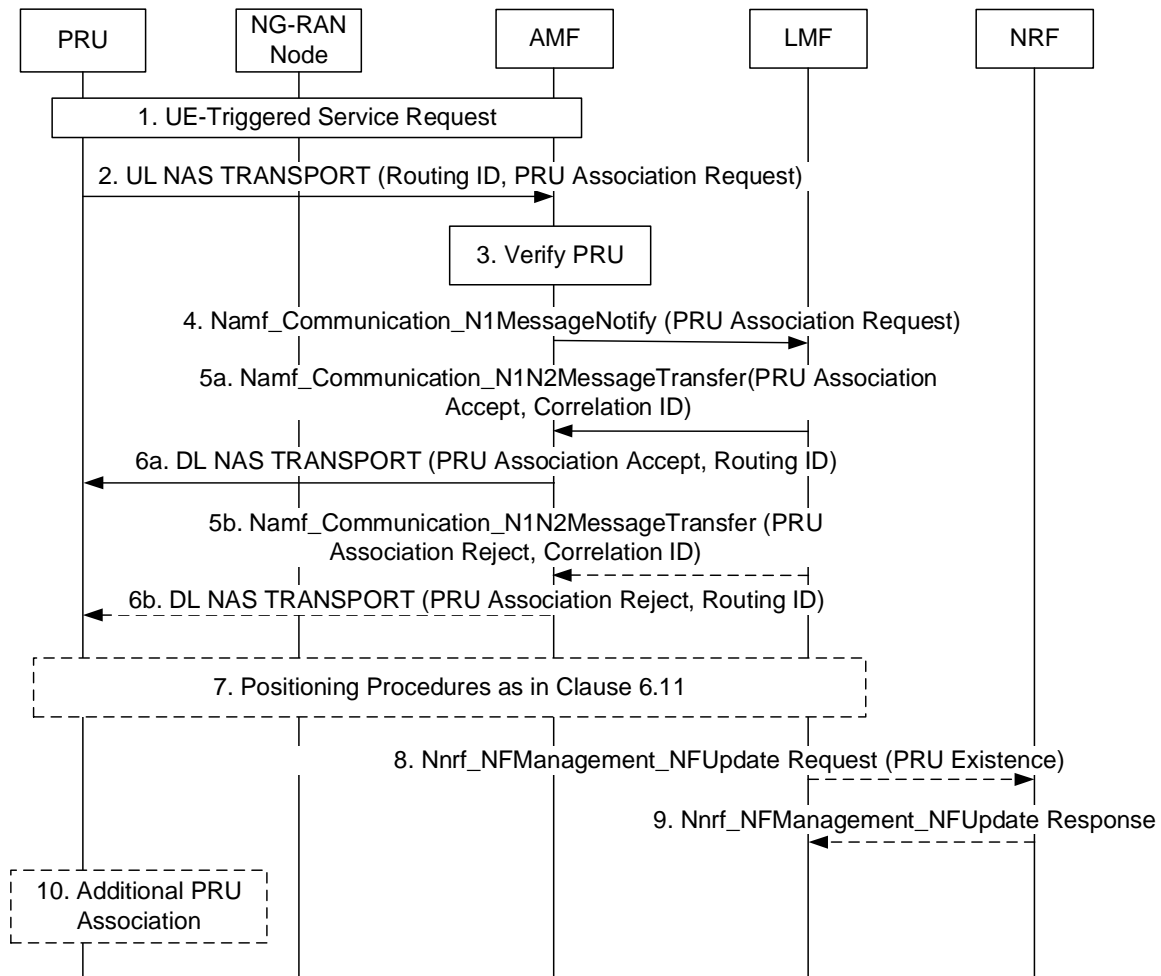 PRU
NG-RAN
Node
AMF
LMF
NRF
1. UE-Triggered Service Request
2. UL NAS TRANSPORT (Routing ID, PRU Association Request)
3. Verify PRU
4. Namf_Communication_N1MessageNotify (PRU Association Request)
5a. Namf_Communication_N1N2MessageTransfer(PRU Association
Accept, Correlation ID)
6a. DL NAS TRANSPORT (PRU Association Accept, Routing ID)
5b. Namf_Communication_N1N2MessageTransfer (PRU
Association Reject, Correlation ID)
6b. DL NAS TRANSPORT (PRU Association Reject, Routing ID)
7. Positioning Procedures as in Clause 6.11
8. Nnrf_NFManagement_NFUpdate Request (PRU Existence)
9. Nnrf_NFManagement_NFUpdate Response
10. Additional PRU
Association